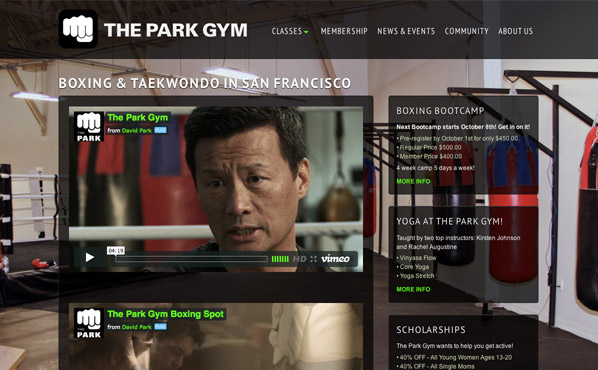 THE PARK GYM
CLASSES MEMBERSHIP NEWS & EVENTS COMMUNITY ABOUT US
BOXING & TAEKWONDO IN SAN FRANCISCO
THE PARK
The Park Gym
from David Park PLUS
04:19
HD vimeo
BOXING BOOTCAMP
Next Bootcamp starts October 8th! Get in on it!
• Pre-register by October 1st for only $450.00.
• Regular Price $500.00
• Member Price $400.00
4 week camp 5 days a week!
MORE INFO
YOGA AT THE PARK GYM!
Taught by two top instructors: Kirsten Johnson
and Rachel Augustine
• Vinyasa Flow
• Core Yoga
• Yoga Stretch
MORE INFO
THE PARK
The Park Gym Boxing Spot
from David Park PLUS
SCHOLARSHIPS
The Park Gym wants to help you get active!
• 40% OFF - All Young Women Ages 13-20
• 40% OFF - All Single Moms